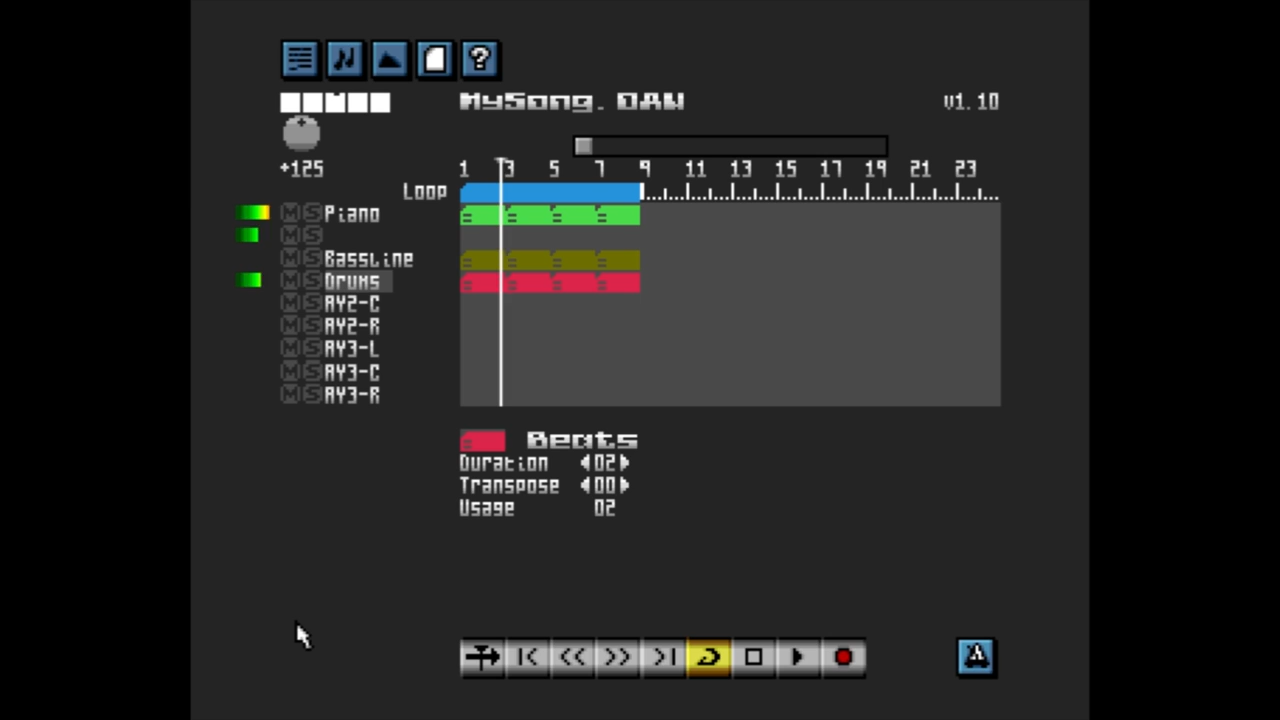 ?
MySong. DAW v1.10
+125
1 3 5 7 9 11 13 15 17 19 21 23
Loop
M S Piano
M S
M S Bassline
M S Drums
M S AY2-C
M S AY2-R
M S AY3-L
M S AY3-C
M S AY3-R
Beats
Duration 02
Transpose 00
Usage 02